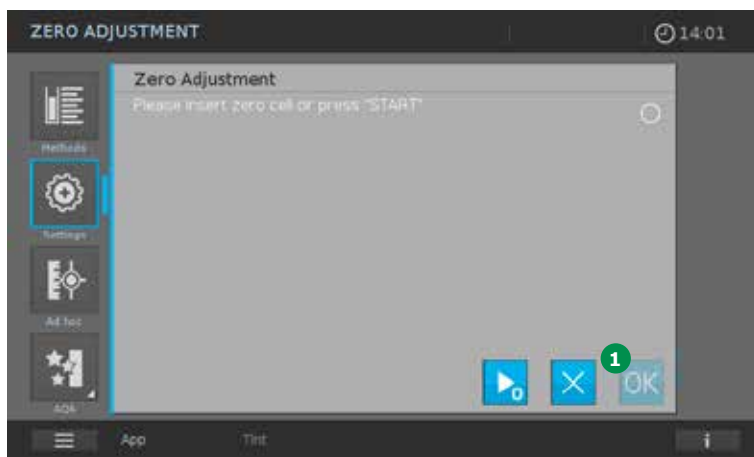 ZERO ADJUSTMENT
14:01
Zero Adjustment
Please insert zero cell or press "START"
Methods
Settings
Ad hoc
AQA
0
1
OK
App
Tint
i